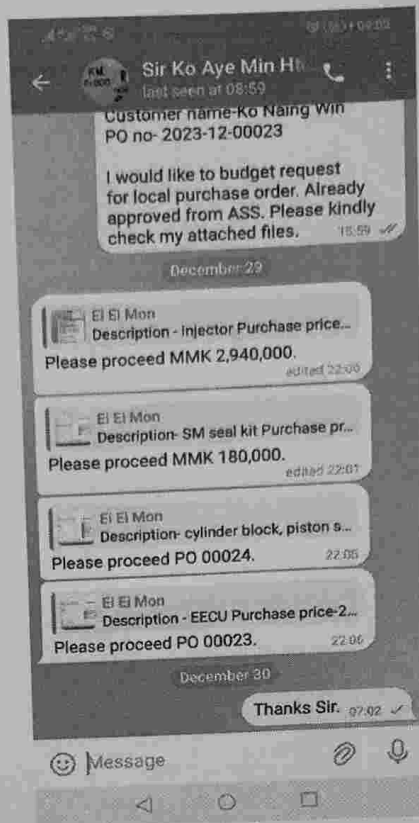 Sir Ko Aye Min Ht
last seen at 08:59
Customer name-Ko Naing Win
PO no- 2023-12-00023
I would like to budget request
for local purchase order. Already
approved from ASS. Please kindly
check my attached files.
December 29
Ei Ei Mon
Description - Injector Purchase price...
Please proceed MMK 2,940,000.
edited 22:00
Ei Ei Mon
Description- SM seal kit Purchase pr...
Please proceed MMK 180,000.
edited 22:01
Ei Ei Mon
Description- cylinder block, piston s...
Please proceed PO 00024.
22:05
Ei Ei Mon
Description - EECU Purchase price-2...
Please proceed PO 00023.
22:06
December 30
Thanks Sir. 07:02
Message